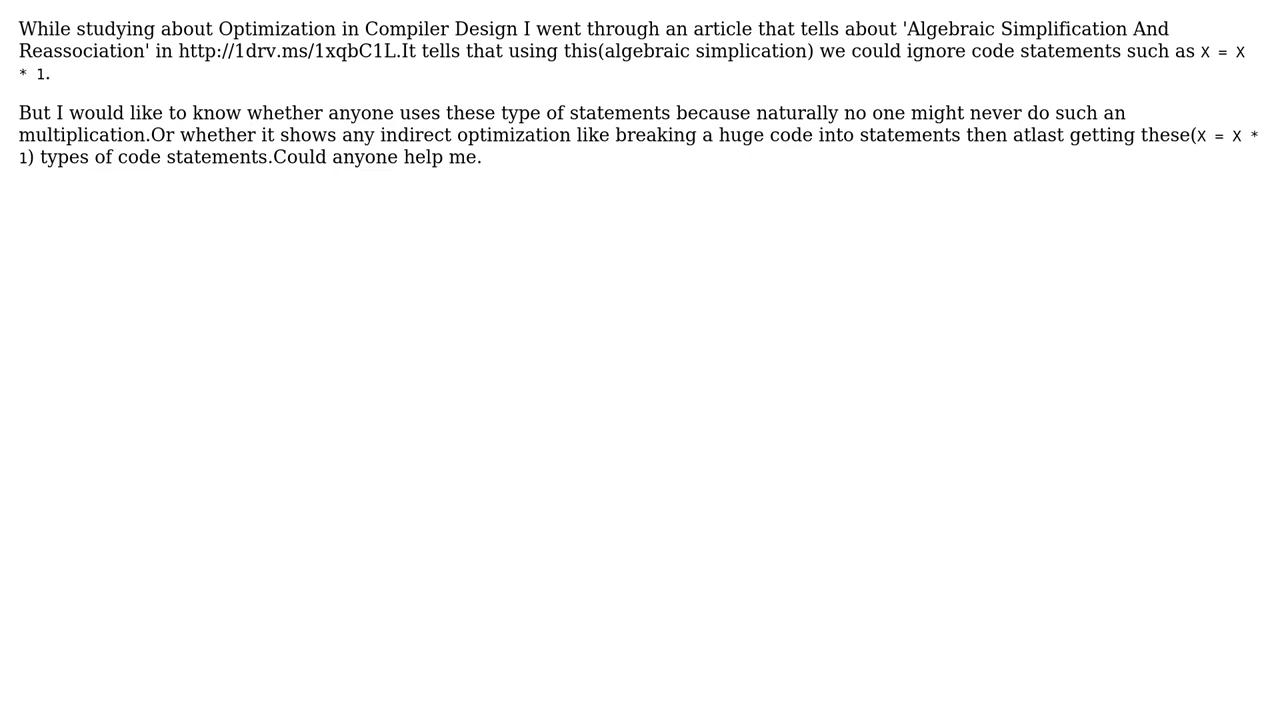 While studying about Optimization in Compiler Design I went through an article that tells about 'Algebraic Simplification And
Reassociation' in http://1drv.ms/1xqbC1L.It tells that using this(algebraic simplication) we could ignore code statements such as X = X
* 1.
But I would like to know whether anyone uses these type of statements because naturally no one might never do such an
multiplication.Or whether it shows any indirect optimization like breaking a huge code into statements then atlast getting these(X = X *
1) types of code statements.Could anyone help me.